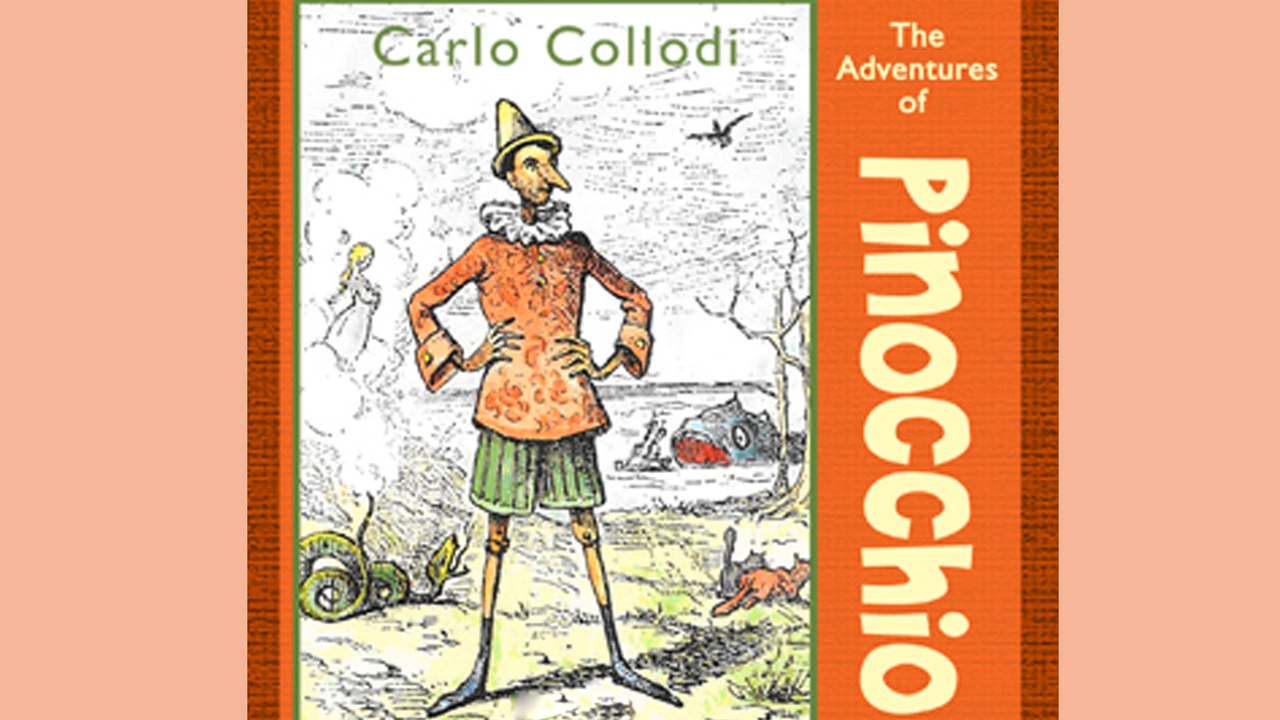 Carlo Collodi
The
Adventures
of
Pinocchio